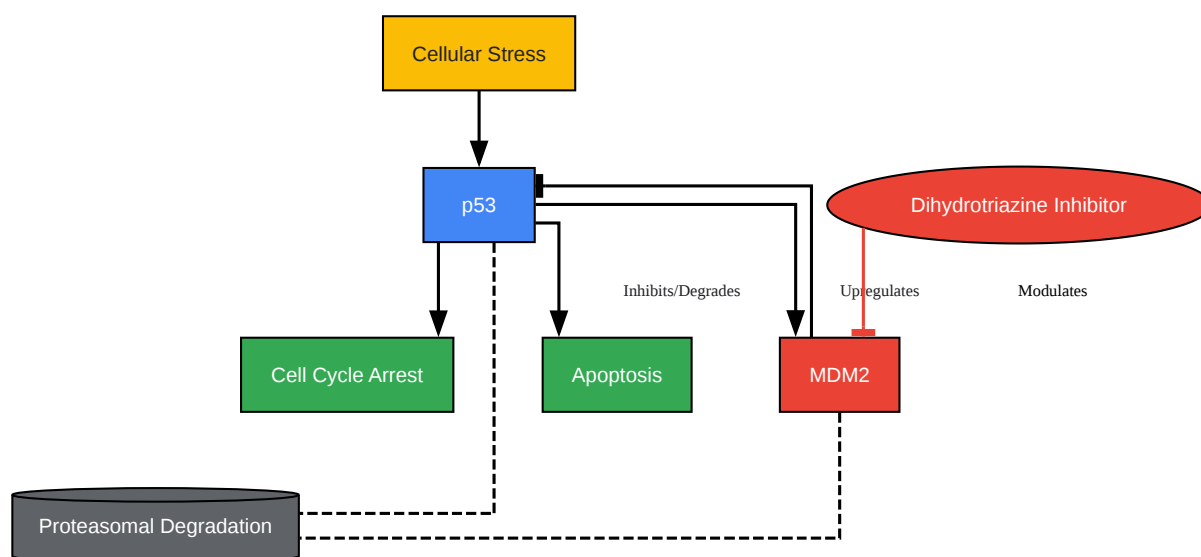 Cellular Stress
p53
Dihydrotriazine Inhibitor
Inhibits/Degrades
Upregulates
Modulates
Cell Cycle Arrest
Apoptosis
MDM2
Proteasomal Degradation